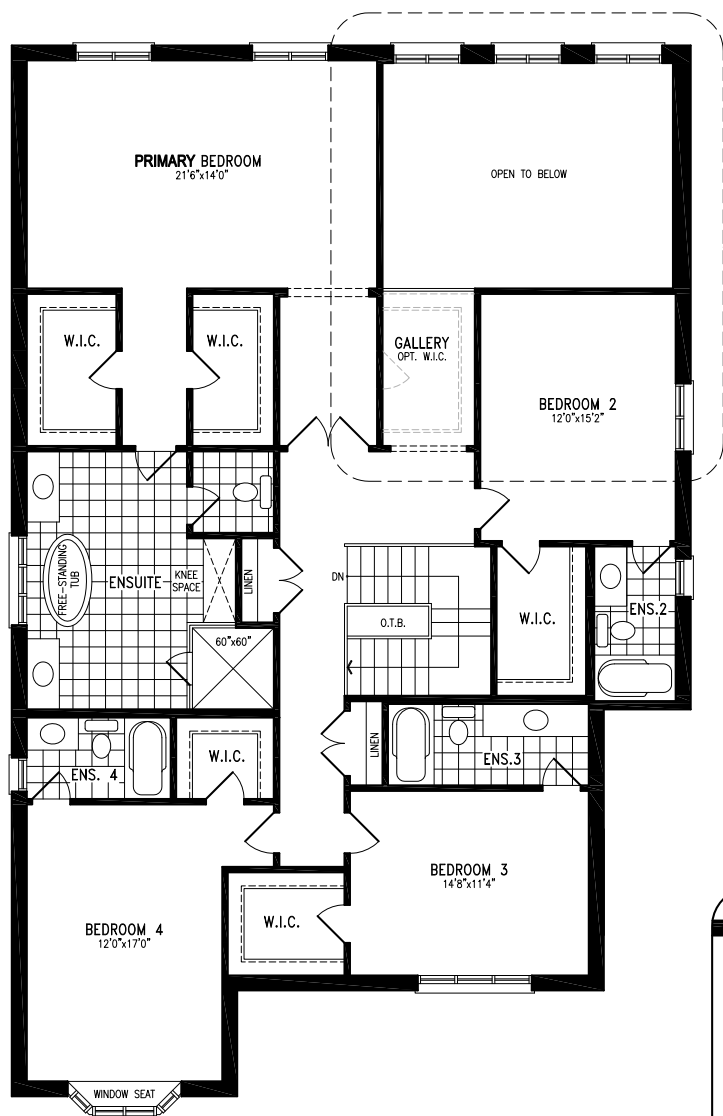 PRIMARY BEDROOM
21'6"x14'0"
OPEN TO BELOW
W.I.C.
W.I.C.
GALLERY
OPT. W.I.C.
BEDROOM 2
12'0"x15'2"
FREE-STANDING
TUB
ENSUITE
KNEE
SPACE
LINEN
DN
O.T.B.
W.I.C.
ENS.2
60"x60"
ENS. 4
W.I.C.
LINEN
ENS.3
BEDROOM 3
14'8"x11'4"
W.I.C.
BEDROOM 4
12'0"x17'0"
WINDOW SEAT